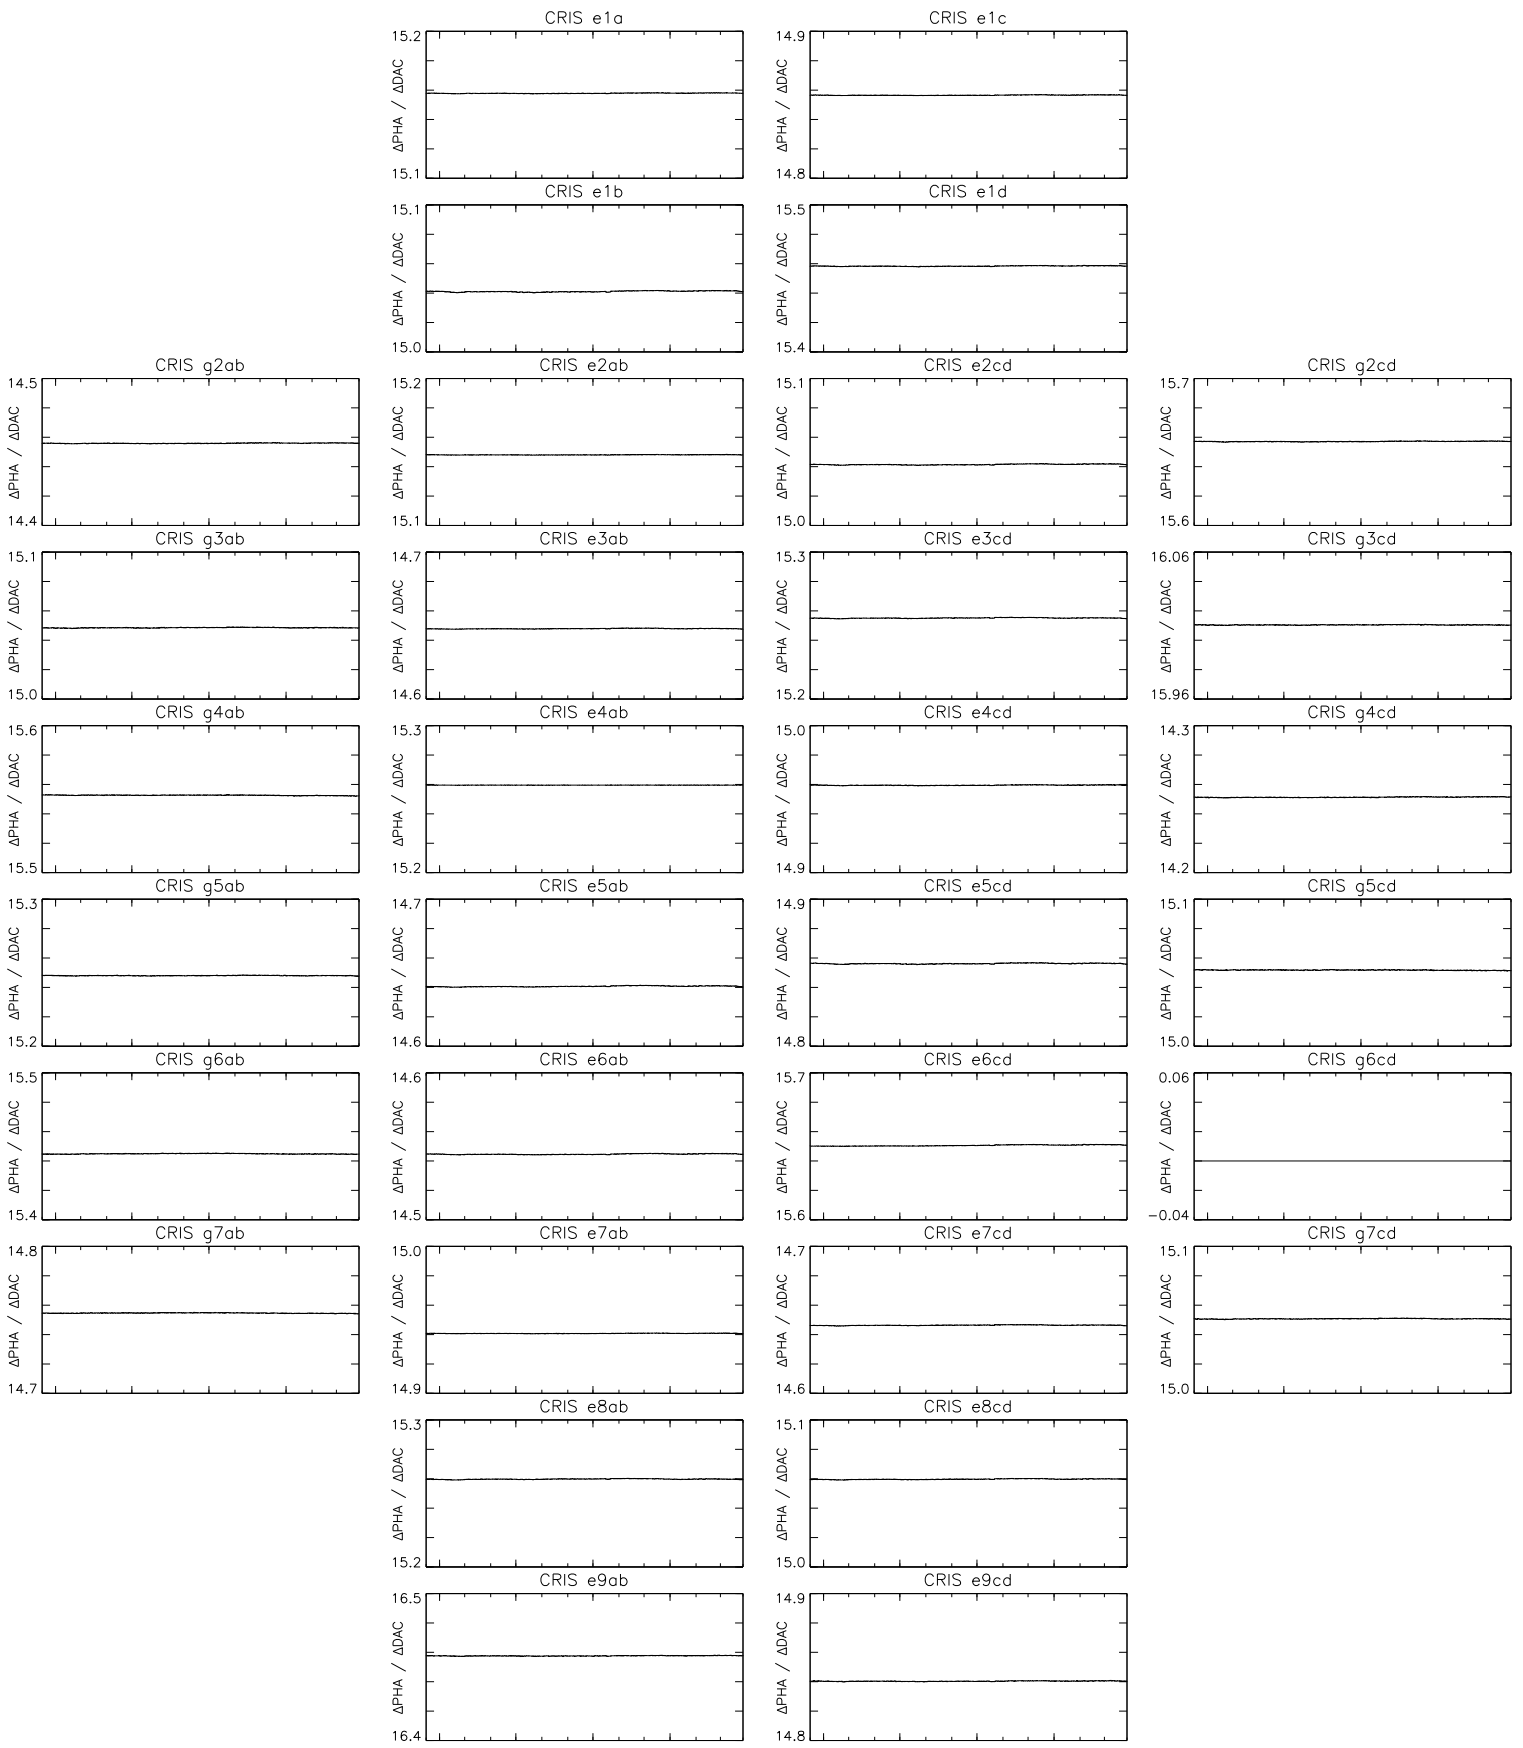 CRIS e1a
CRIS e1c
15.2
ΔPHA / ΔDAC
15.1
14.9
ΔPHA / ΔDAC
14.8
CRIS e1b
CRIS e1d
15.1
ΔPHA / ΔDAC
15.0
15.5
ΔPHA / ΔDAC
15.4
CRIS g2ab
CRIS e2ab
CRIS e2cd
CRIS g2cd
14.5
ΔPHA / ΔDAC
14.4
15.2
ΔPHA / ΔDAC
15.1
15.1
ΔPHA / ΔDAC
15.0
15.7
ΔPHA / ΔDAC
15.6
CRIS g3ab
CRIS e3ab
CRIS e3cd
CRIS g3cd
15.1
ΔPHA / ΔDAC
15.0
14.7
ΔPHA / ΔDAC
14.6
15.3
ΔPHA / ΔDAC
15.2
16.06
ΔPHA / ΔDAC
15.96
CRIS g4ab
CRIS e4ab
CRIS e4cd
CRIS g4cd
15.6
ΔPHA / ΔDAC
15.5
15.3
ΔPHA / ΔDAC
15.2
15.0
ΔPHA / ΔDAC
14.9
14.3
ΔPHA / ΔDAC
14.2
CRIS g5ab
CRIS e5ab
CRIS e5cd
CRIS g5cd
15.3
ΔPHA / ΔDAC
15.2
14.7
ΔPHA / ΔDAC
14.6
14.9
ΔPHA / ΔDAC
14.8
15.1
ΔPHA / ΔDAC
15.0
CRIS g6ab
CRIS e6ab
CRIS e6cd
CRIS g6cd
15.5
ΔPHA / ΔDAC
15.4
14.6
ΔPHA / ΔDAC
14.5
15.7
ΔPHA / ΔDAC
15.6
0.06
ΔPHA / ΔDAC
−0.04
CRIS g7ab
CRIS e7ab
CRIS e7cd
CRIS g7cd
14.8
ΔPHA / ΔDAC
14.7
15.0
ΔPHA / ΔDAC
14.9
14.7
ΔPHA / ΔDAC
14.6
15.1
ΔPHA / ΔDAC
15.0
CRIS e8ab
CRIS e8cd
15.3
ΔPHA / ΔDAC
15.2
15.1
ΔPHA / ΔDAC
15.0
CRIS e9ab
CRIS e9cd
16.5
ΔPHA / ΔDAC
16.4
14.9
ΔPHA / ΔDAC
14.8